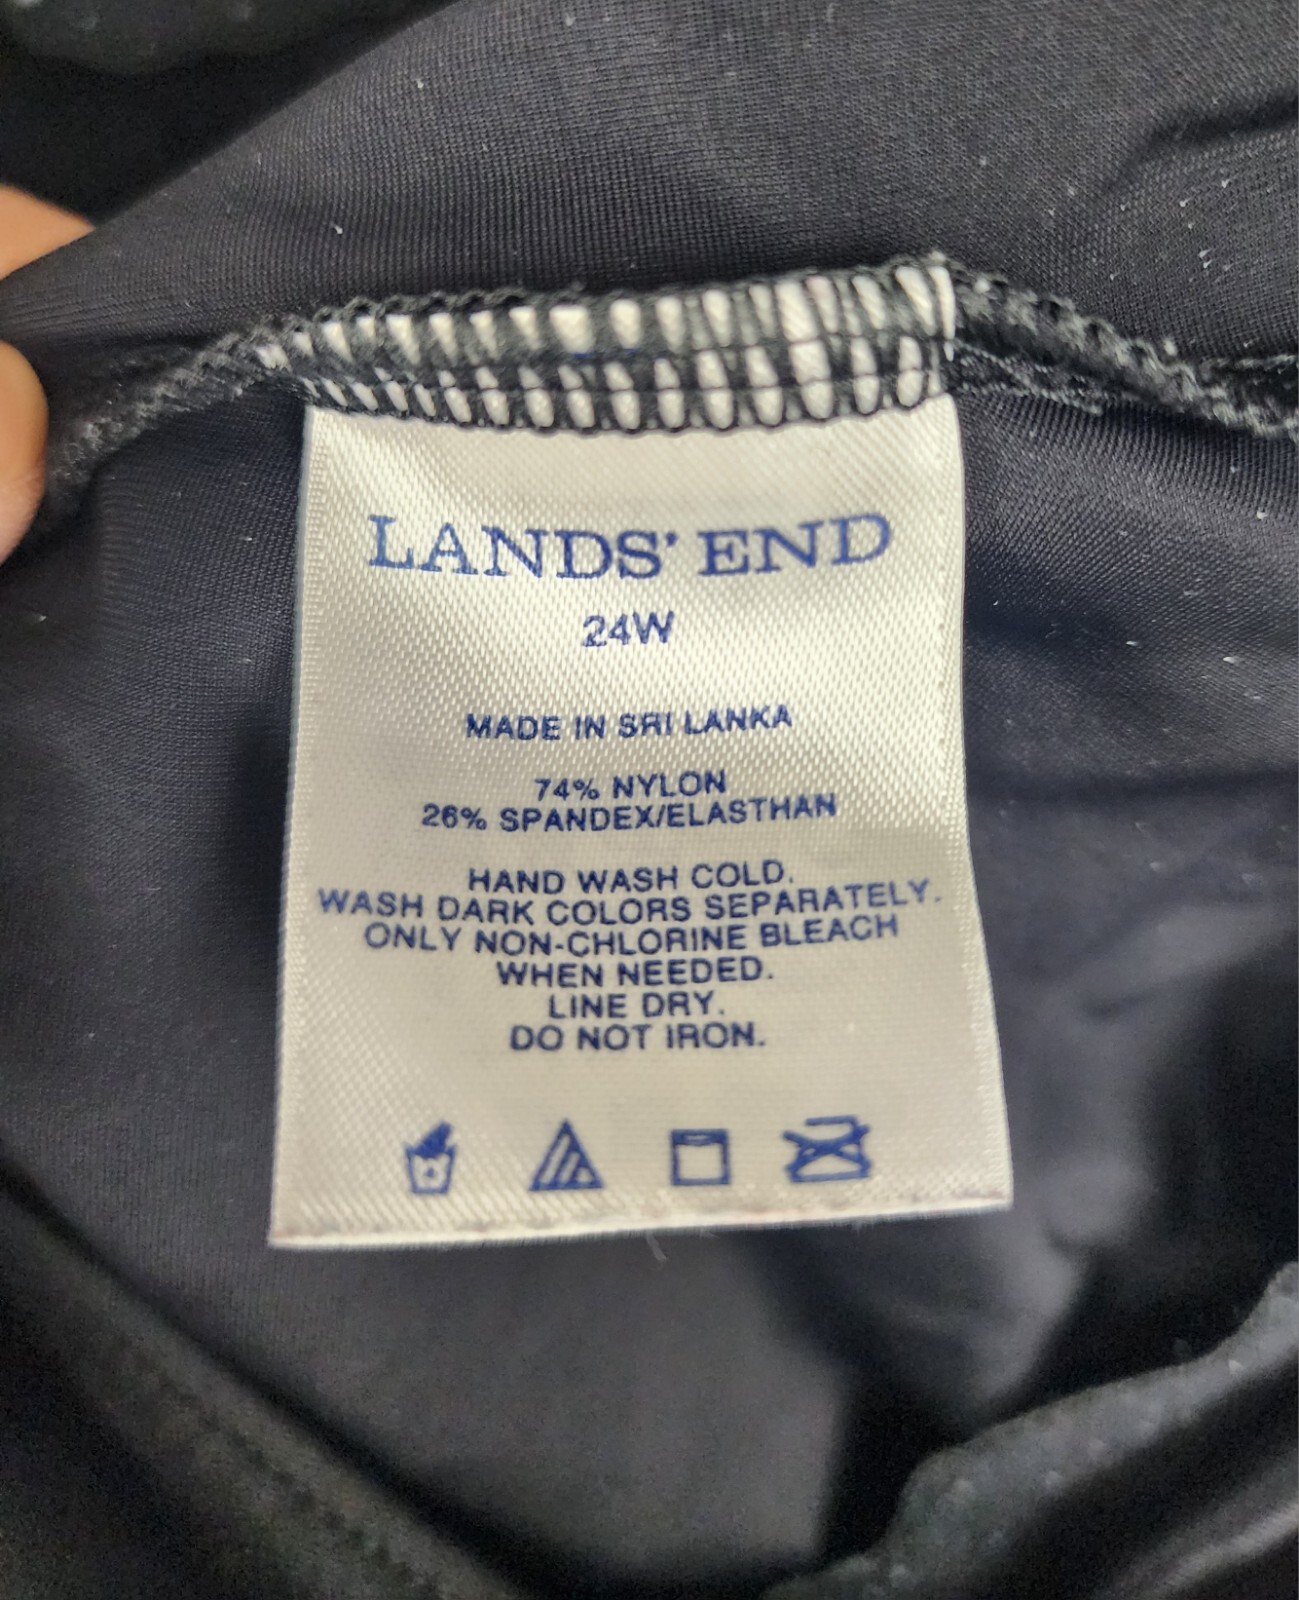 LANDS' END
24W
MADE IN SRI LANKA
74% NYLON
26% SPANDEX/ELASTHAN
HAND WASH COLD.
WASH DARK COLORS SEPARATELY.
ONLY NON-CHLORINE BLEACH
WHEN NEEDED.
LINE DRY.
DO NOT IRON.